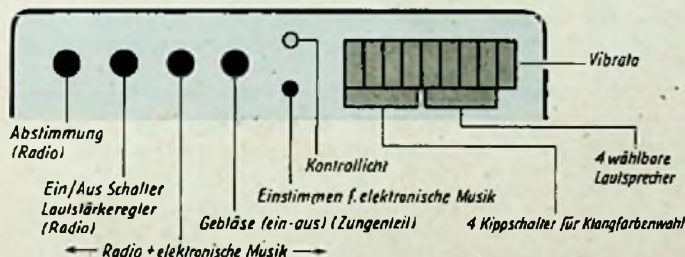 Vibrato
Abstimmung
(Radio)
4 wählbare
Lautsprecher
Kontrollicht
Ein/Aus Schalter
Lautstärkeregler
(Radio)
Einstimmen f. elektronische Musik
Gebläse (ein-aus) (Zungenteil)
4 Kippschalter für Klangfarbenwahl
Radio + elektronische Musik